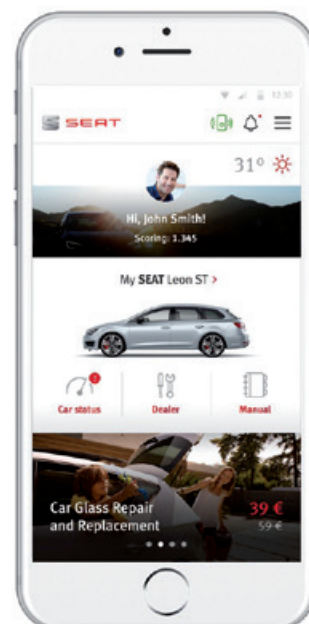 12:30
SEAT
31°
Hi, John Smith!
Scoring: 1.345
My SEAT Leon ST >
Car status
Dealer
Manual
Car Glass Repair
and Replacement
39 €
59 €